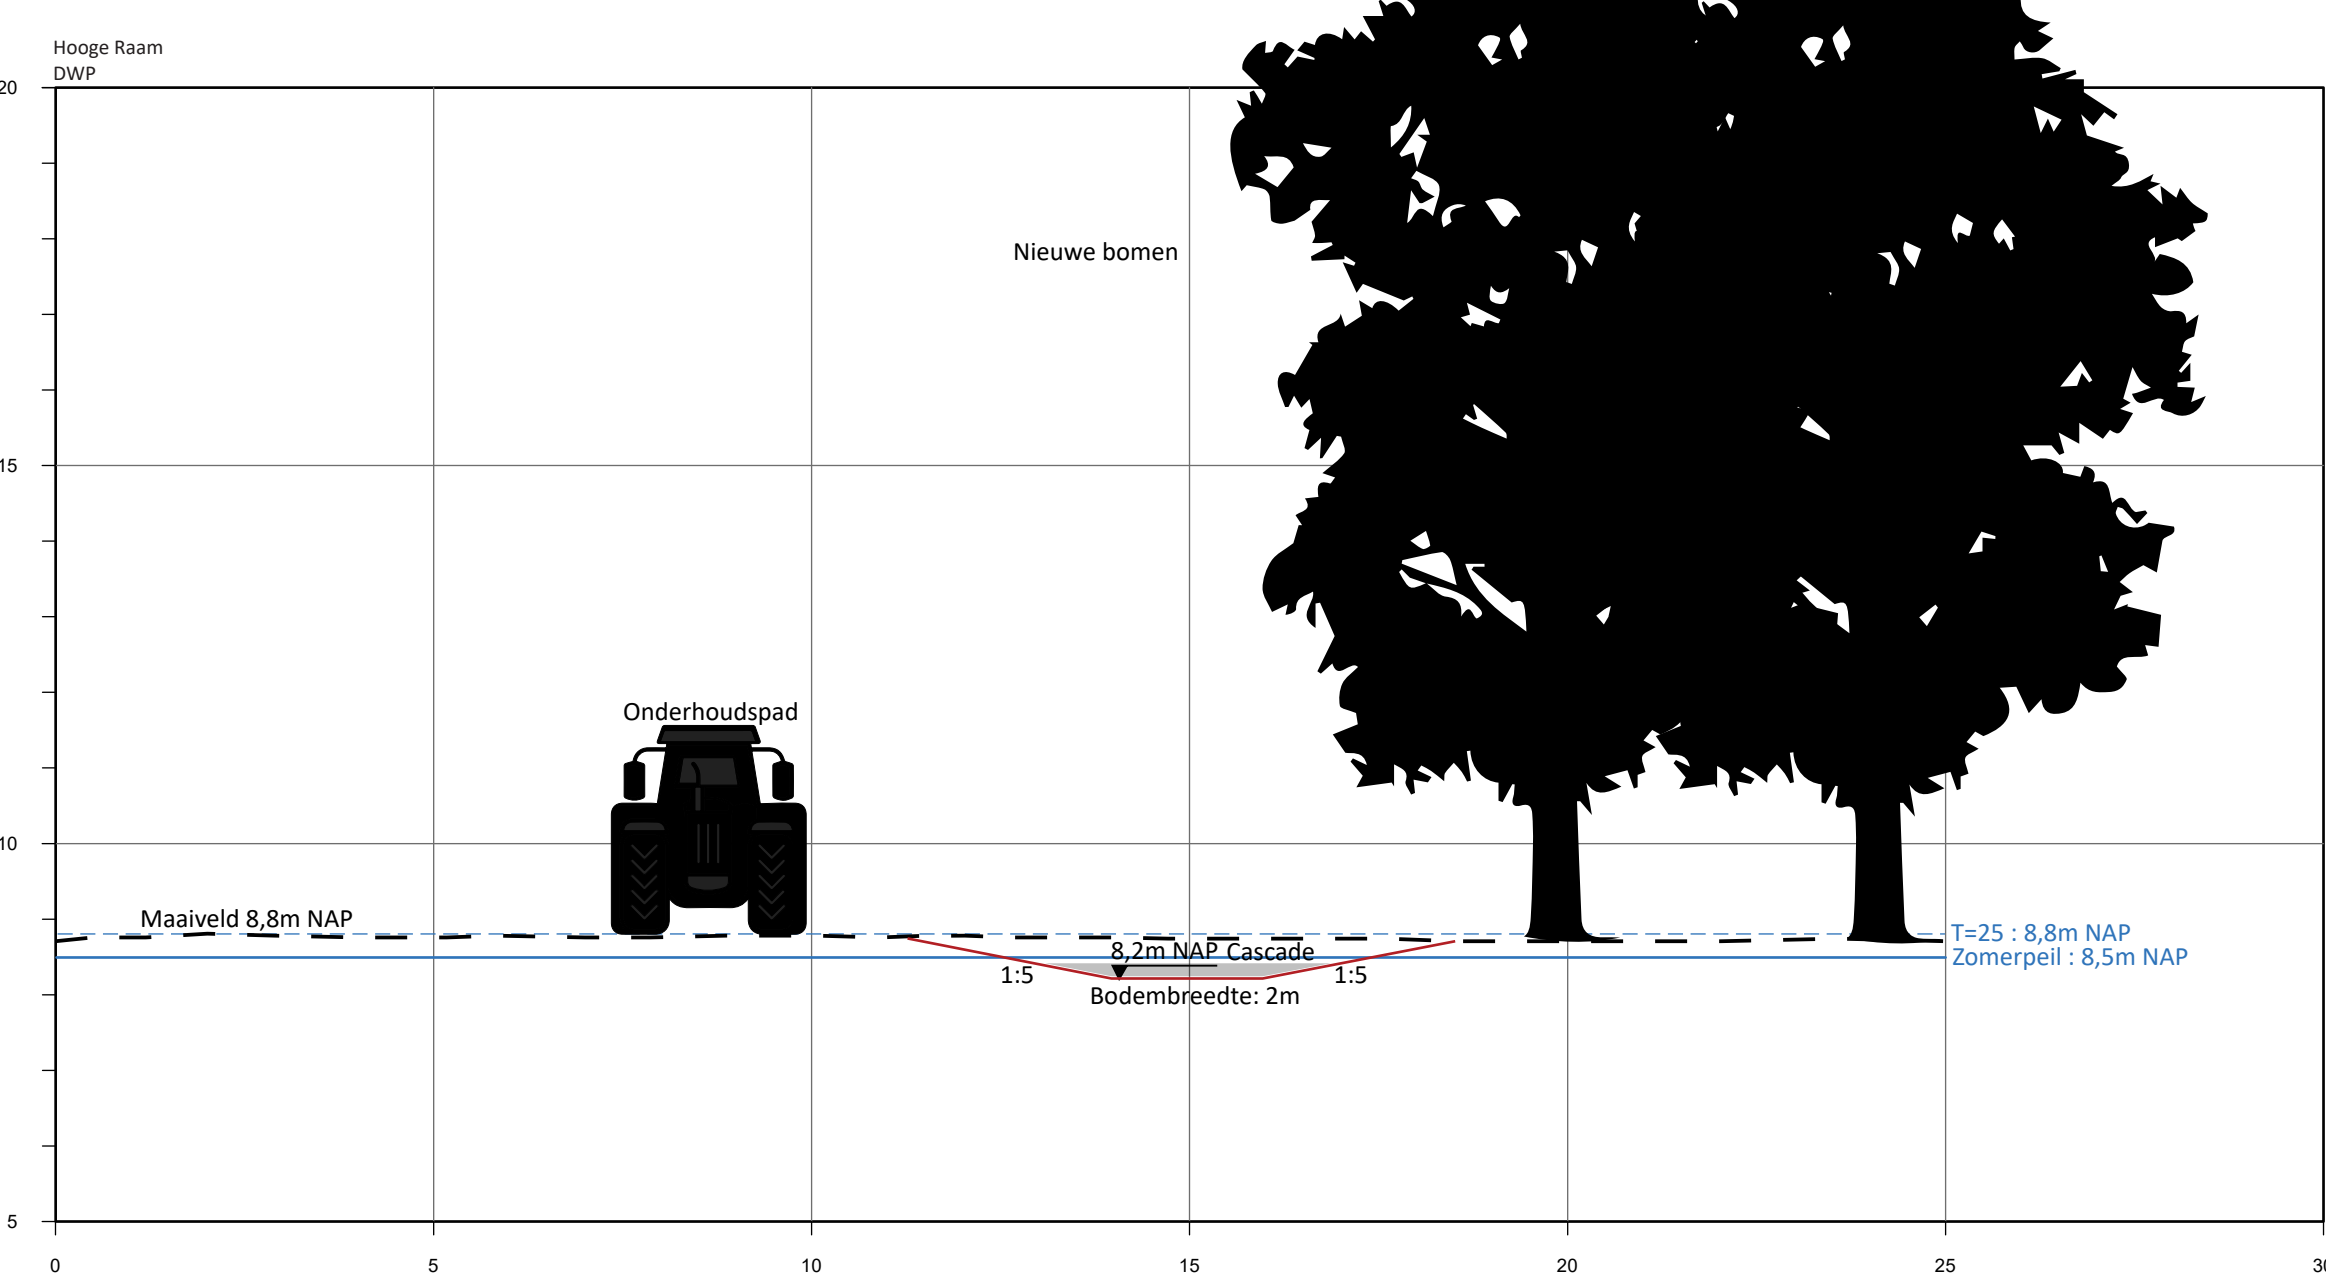 Hooge Raam
DWP
20
Nieuwe bomen
15
Onderhoudspad
10
Maaiveld 8,8m NAP
T=25 : 8,8m NAP
8,2m NAP Cascade
Zomerpeil : 8,5m NAP
1:5
1:5
Bodembreedte: 2m
5
0 5 10 15 20 25 30